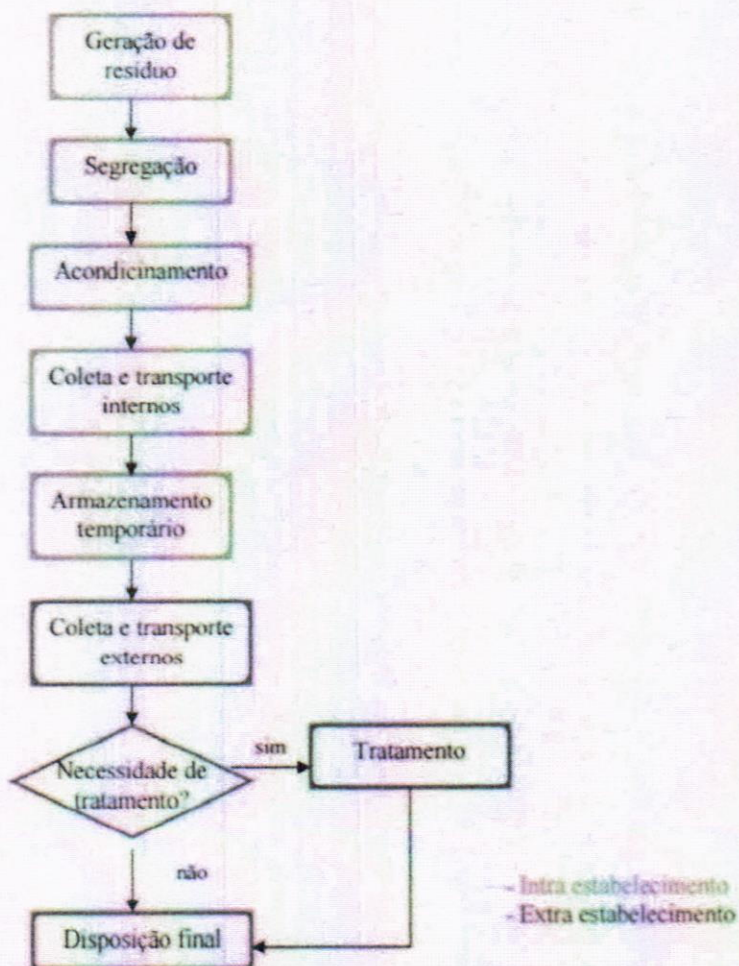 Geração de
resíduo
Segregação
Acondicinamento
Coleta e transporte
internos
Armazenamento
temporário
Coleta e transporte
externos
Necessidade de
tratamento?
sim
Tratamento
não
Disposição final
- Intra estabelecimento
- Extra estabelecimento